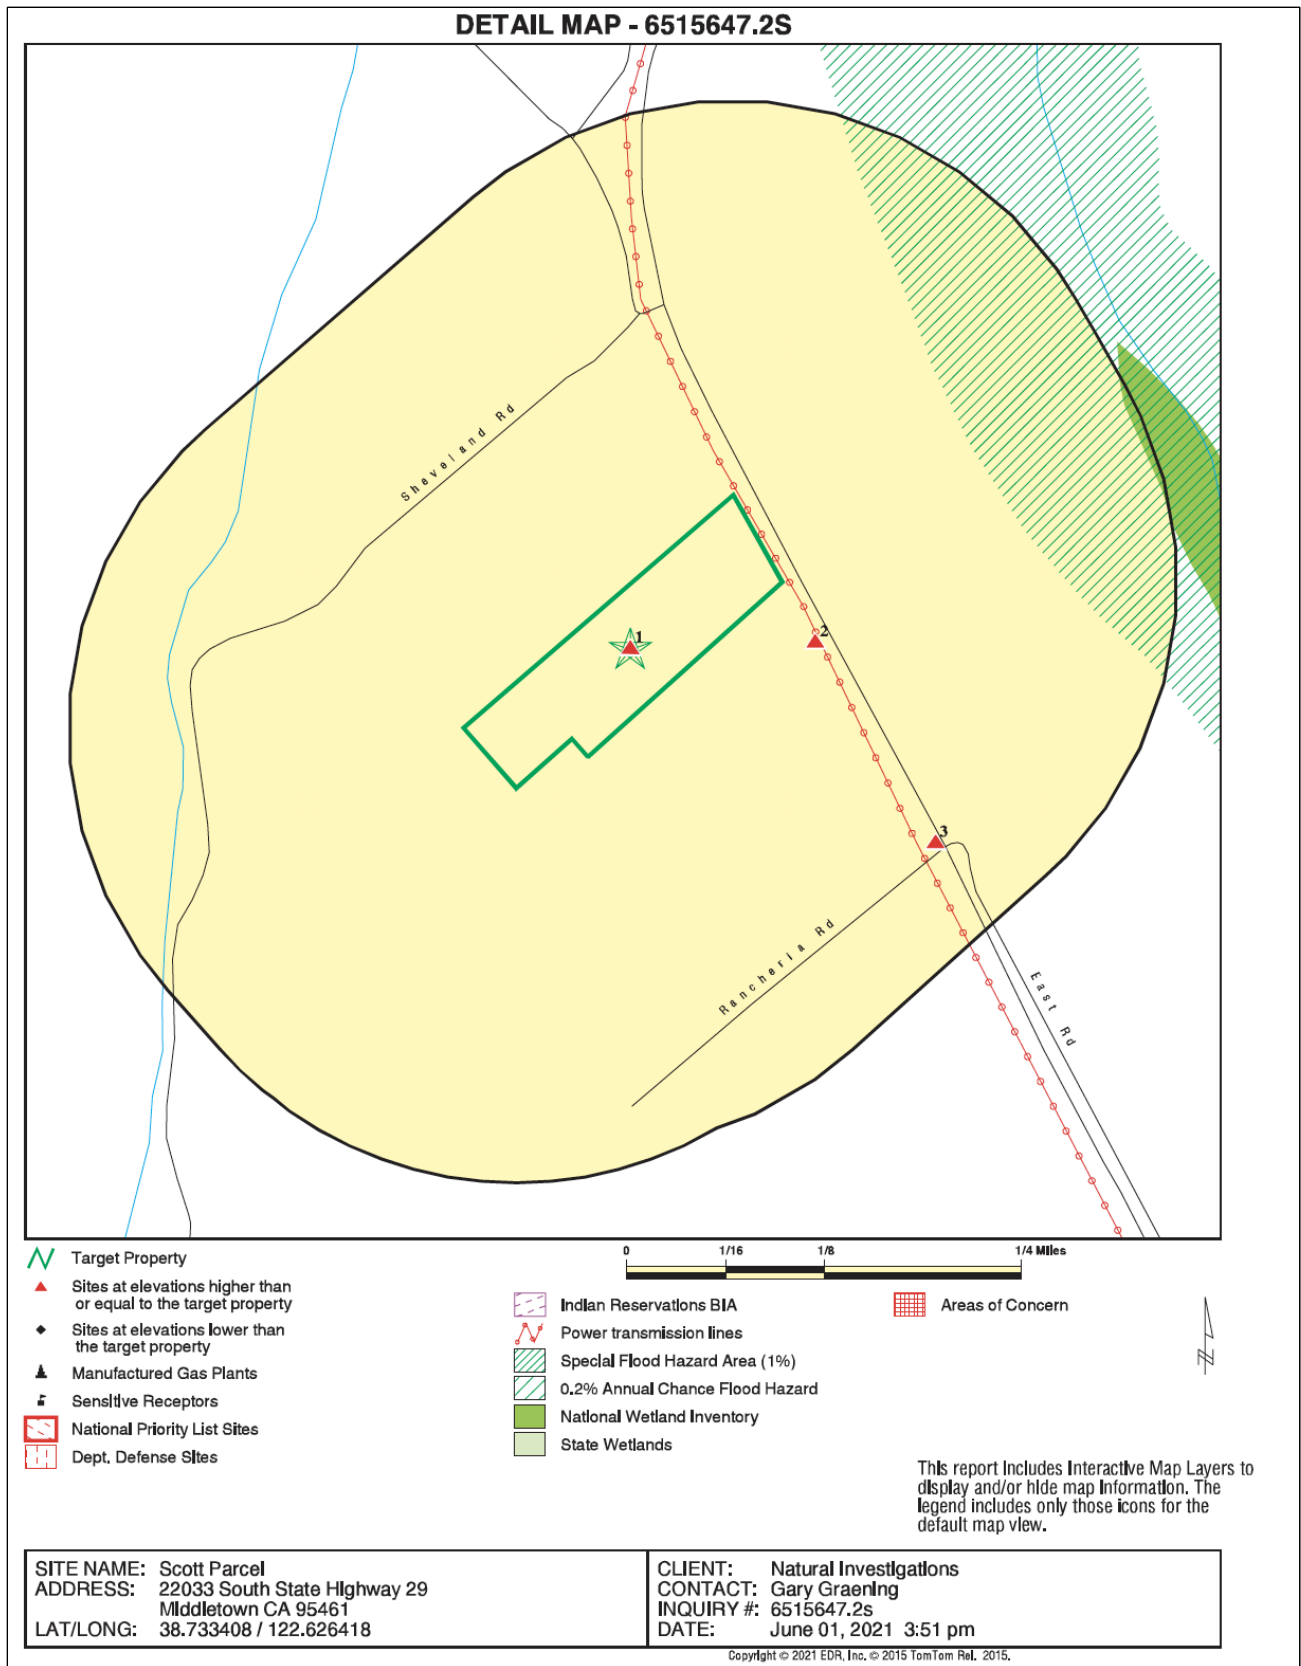 DETAIL MAP - 6515647.2S
Sheveland Rd
1
2
3
Rancheria Rd
East Rd
0 1/16 1/8 1/4 Miles
Target Property
Sites at elevations higher than
or equal to the target property
Sites at elevations lower than
the target property
Manufactured Gas Plants
Sensitive Receptors
National Priority List Sites
Dept. Defense Sites
Indian Reservations BIA
Power transmission lines
Special Flood Hazard Area (1%)
0.2% Annual Chance Flood Hazard
National Wetland Inventory
State Wetlands
Areas of Concern
This report includes Interactive Map Layers to
display and/or hide map information. The
legend includes only those icons for the
default map view.
SITE NAME: Scott Parcel
ADDRESS: 22033 South State Highway 29
Middletown CA 95461
LAT/LONG: 38.733408 / 122.626418
CLIENT: Natural Investigations
CONTACT: Gary Graening
INQUIRY #: 6515647.2s
DATE: June 01, 2021 3:51 pm
Copyright © 2021 EDR, Inc. © 2015 TomTom Rel. 2015.